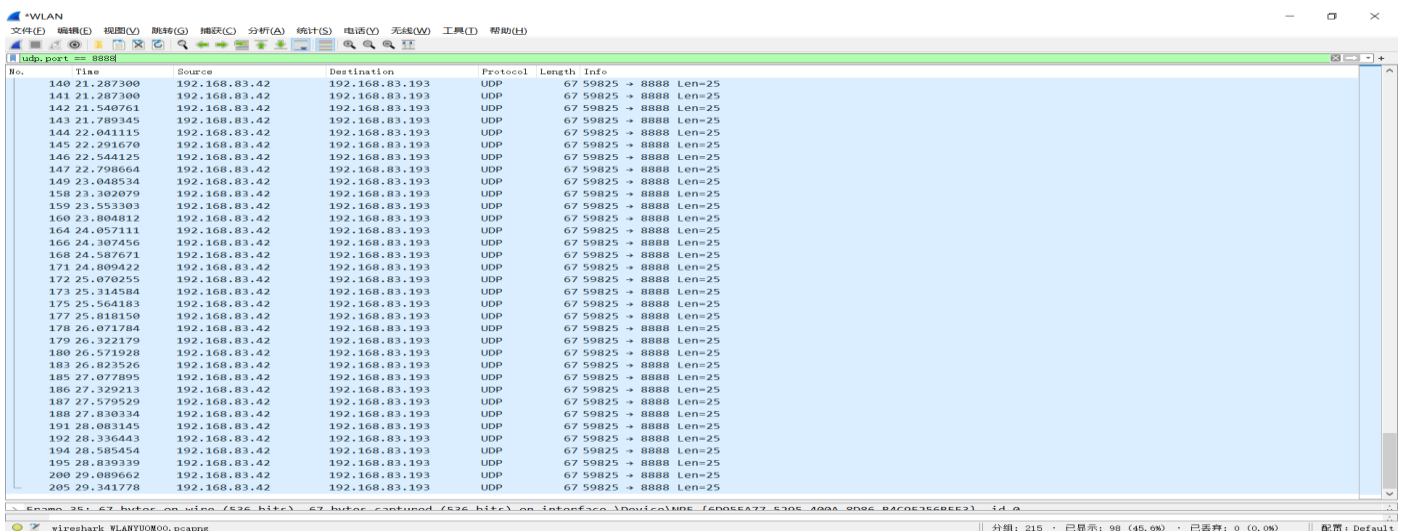 *WLAN
文件(F) 编辑(E) 视图(V) 跳转(G) 捕获(C) 分析(A) 统计(S) 电话(Y) 无线(W) 工具(T) 帮助(H)
udp.port == 8888
No. Time Source Destination Protocol Length Info
140 21.287300 192.168.83.42 192.168.83.193 UDP 67 59825 → 8888 Len=25
141 21.287300 192.168.83.42 192.168.83.193 UDP 67 59825 → 8888 Len=25
142 21.540761 192.168.83.42 192.168.83.193 UDP 67 59825 → 8888 Len=25
143 21.789345 192.168.83.42 192.168.83.193 UDP 67 59825 → 8888 Len=25
144 22.041115 192.168.83.42 192.168.83.193 UDP 67 59825 → 8888 Len=25
145 22.291670 192.168.83.42 192.168.83.193 UDP 67 59825 → 8888 Len=25
146 22.544125 192.168.83.42 192.168.83.193 UDP 67 59825 → 8888 Len=25
147 22.798664 192.168.83.42 192.168.83.193 UDP 67 59825 → 8888 Len=25
149 23.048534 192.168.83.42 192.168.83.193 UDP 67 59825 → 8888 Len=25
158 23.302079 192.168.83.42 192.168.83.193 UDP 67 59825 → 8888 Len=25
159 23.553303 192.168.83.42 192.168.83.193 UDP 67 59825 → 8888 Len=25
160 23.804812 192.168.83.42 192.168.83.193 UDP 67 59825 → 8888 Len=25
164 24.057111 192.168.83.42 192.168.83.193 UDP 67 59825 → 8888 Len=25
166 24.307456 192.168.83.42 192.168.83.193 UDP 67 59825 → 8888 Len=25
168 24.587671 192.168.83.42 192.168.83.193 UDP 67 59825 → 8888 Len=25
171 24.809422 192.168.83.42 192.168.83.193 UDP 67 59825 → 8888 Len=25
172 25.070255 192.168.83.42 192.168.83.193 UDP 67 59825 → 8888 Len=25
173 25.314584 192.168.83.42 192.168.83.193 UDP 67 59825 → 8888 Len=25
175 25.564183 192.168.83.42 192.168.83.193 UDP 67 59825 → 8888 Len=25
177 25.818150 192.168.83.42 192.168.83.193 UDP 67 59825 → 8888 Len=25
178 26.071784 192.168.83.42 192.168.83.193 UDP 67 59825 → 8888 Len=25
179 26.322179 192.168.83.42 192.168.83.193 UDP 67 59825 → 8888 Len=25
180 26.571928 192.168.83.42 192.168.83.193 UDP 67 59825 → 8888 Len=25
183 26.823526 192.168.83.42 192.168.83.193 UDP 67 59825 → 8888 Len=25
185 27.077895 192.168.83.42 192.168.83.193 UDP 67 59825 → 8888 Len=25
186 27.329213 192.168.83.42 192.168.83.193 UDP 67 59825 → 8888 Len=25
187 27.579529 192.168.83.42 192.168.83.193 UDP 67 59825 → 8888 Len=25
188 27.830334 192.168.83.42 192.168.83.193 UDP 67 59825 → 8888 Len=25
191 28.083145 192.168.83.42 192.168.83.193 UDP 67 59825 → 8888 Len=25
192 28.336443 192.168.83.42 192.168.83.193 UDP 67 59825 → 8888 Len=25
194 28.585454 192.168.83.42 192.168.83.193 UDP 67 59825 → 8888 Len=25
195 28.839339 192.168.83.42 192.168.83.193 UDP 67 59825 → 8888 Len=25
200 29.089662 192.168.83.42 192.168.83.193 UDP 67 59825 → 8888 Len=25
205 29.341778 192.168.83.42 192.168.83.193 UDP 67 59825 → 8888 Len=25
Frame 35: 67 bytes on wire (536 bits), 67 bytes captured (536 bits) on interface id 0
wireshark_WLANYUOMO0.pcapng 分组: 215 · 已显示: 98 (45.6%) · 已丢弃: 0 (0.0%) 配置: Default